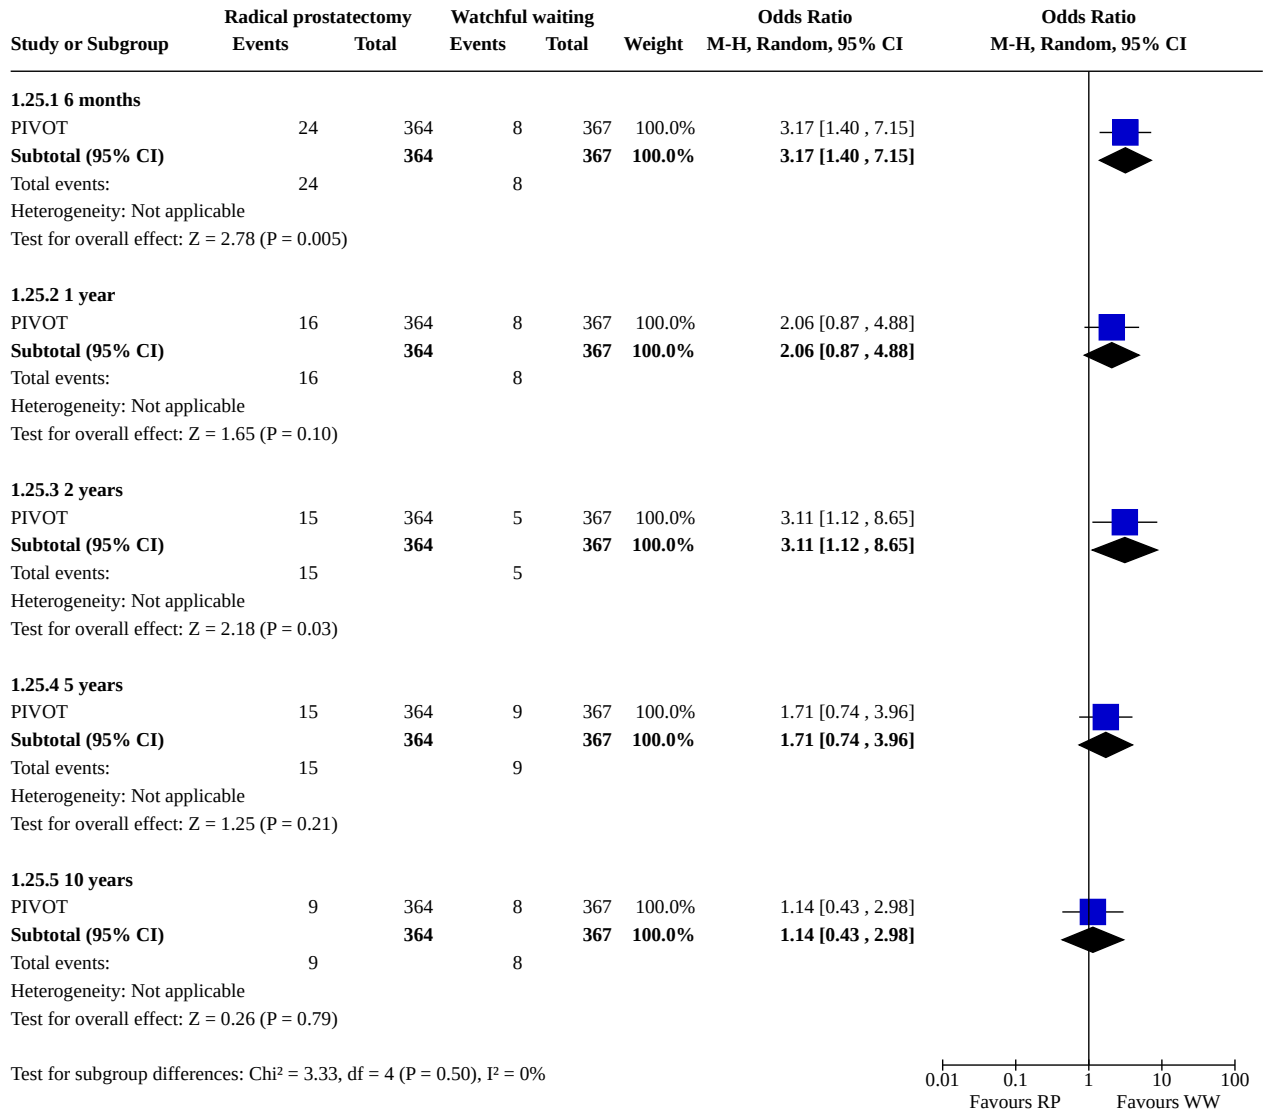 Radical prostatectomy Watchful waiting Odds Ratio Odds Ratio
Study or Subgroup Events Total Events Total Weight M-H, Random, 95% CI M-H, Random, 95% CI
1.25.1 6 months
PIVOT 24 364 8 367 100.0% 3.17 [1.40 , 7.15]
Subtotal (95% CI) 364 367 100.0% 3.17 [1.40 , 7.15]
Total events: 24 8
Heterogeneity: Not applicable
Test for overall effect: Z = 2.78 (P = 0.005)
1.25.2 1 year
PIVOT 16 364 8 367 100.0% 2.06 [0.87 , 4.88]
Subtotal (95% CI) 364 367 100.0% 2.06 [0.87 , 4.88]
Total events: 16 8
Heterogeneity: Not applicable
Test for overall effect: Z = 1.65 (P = 0.10)
1.25.3 2 years
PIVOT 15 364 5 367 100.0% 3.11 [1.12 , 8.65]
Subtotal (95% CI) 364 367 100.0% 3.11 [1.12 , 8.65]
Total events: 15 5
Heterogeneity: Not applicable
Test for overall effect: Z = 2.18 (P = 0.03)
1.25.4 5 years
PIVOT 15 364 9 367 100.0% 1.71 [0.74 , 3.96]
Subtotal (95% CI) 364 367 100.0% 1.71 [0.74 , 3.96]
Total events: 15 9
Heterogeneity: Not applicable
Test for overall effect: Z = 1.25 (P = 0.21)
1.25.5 10 years
PIVOT 9 364 8 367 100.0% 1.14 [0.43 , 2.98]
Subtotal (95% CI) 364 367 100.0% 1.14 [0.43 , 2.98]
Total events: 9 8
Heterogeneity: Not applicable
Test for overall effect: Z = 0.26 (P = 0.79)
Test for subgroup differences: Chi² = 3.33, df = 4 (P = 0.50), I² = 0%
0.01 0.1 1 10 100
Favours RP Favours WW